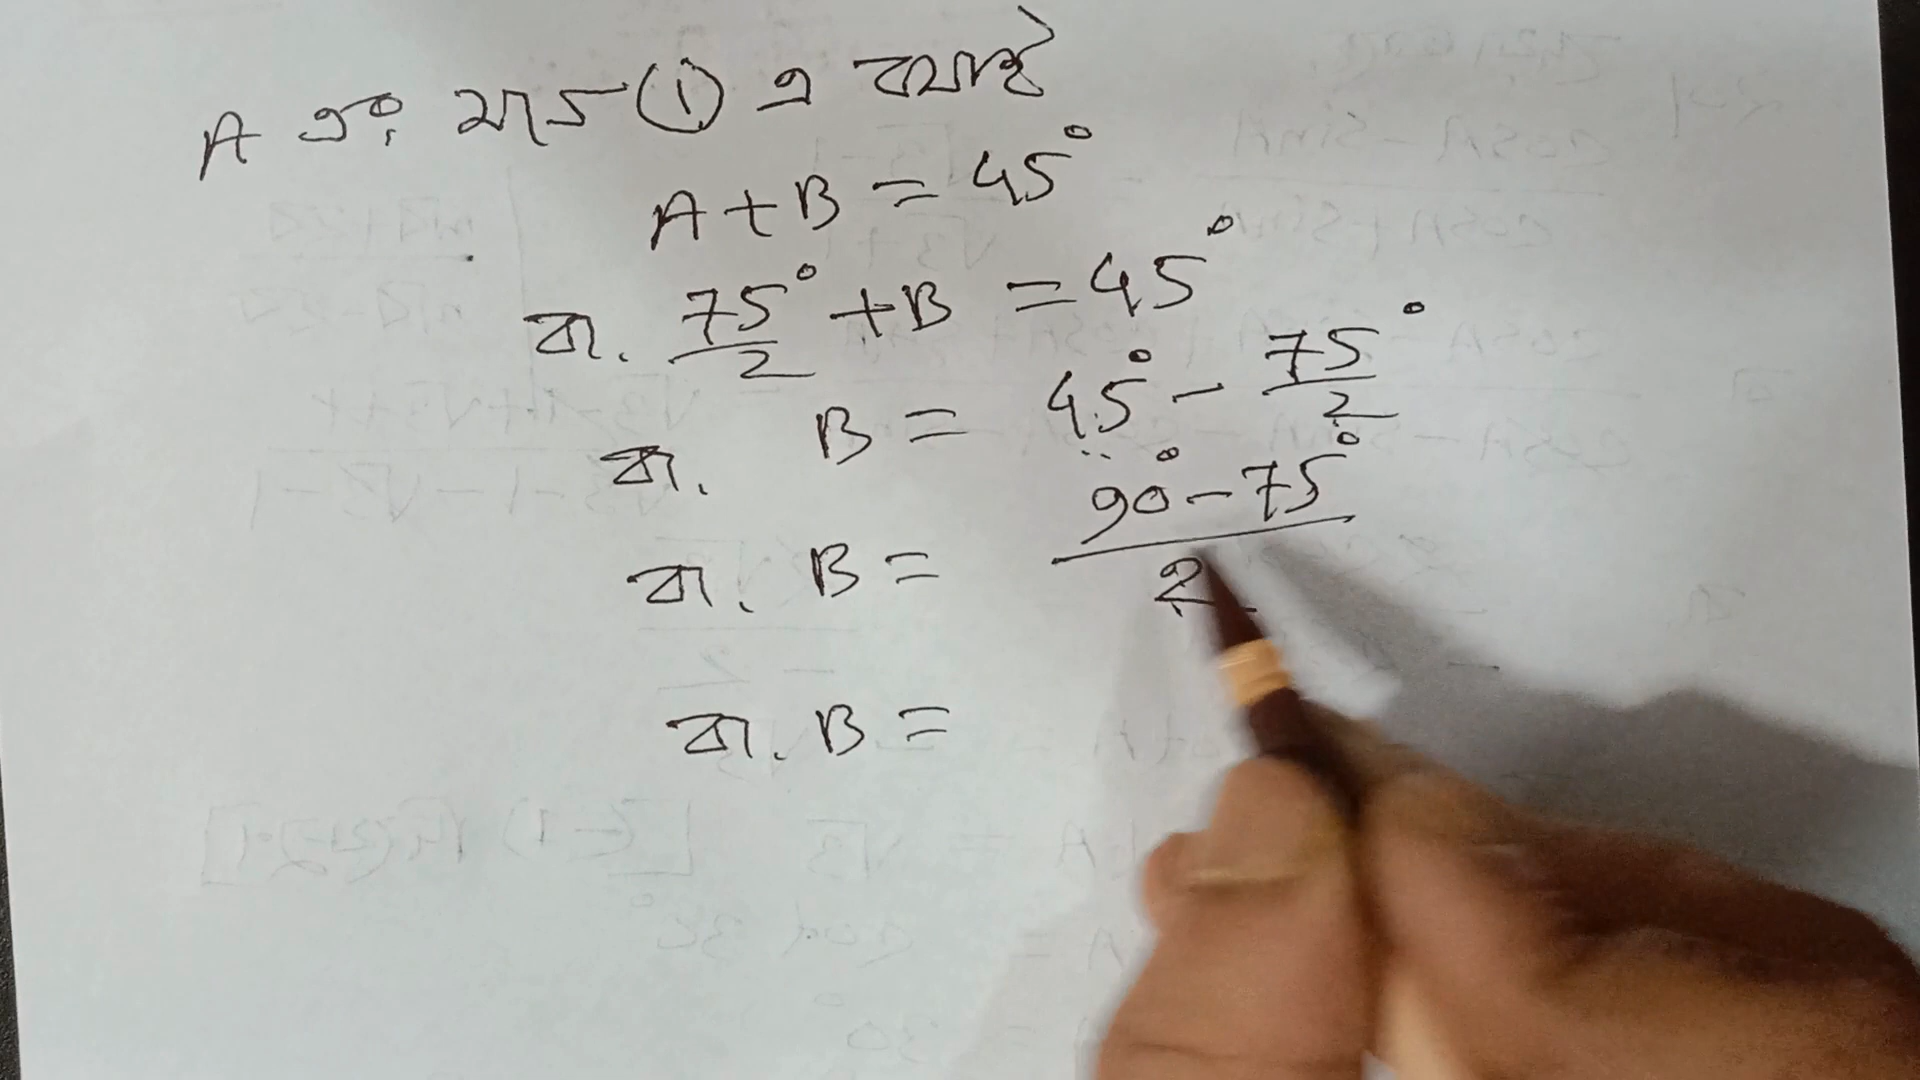 A এর মান (i) এ বসাই
A + B = 45°
বা, 75°/2 + B = 45°
বা, B = 45° - 75°/2
বা, B = 90° - 75°/2
বা, B =